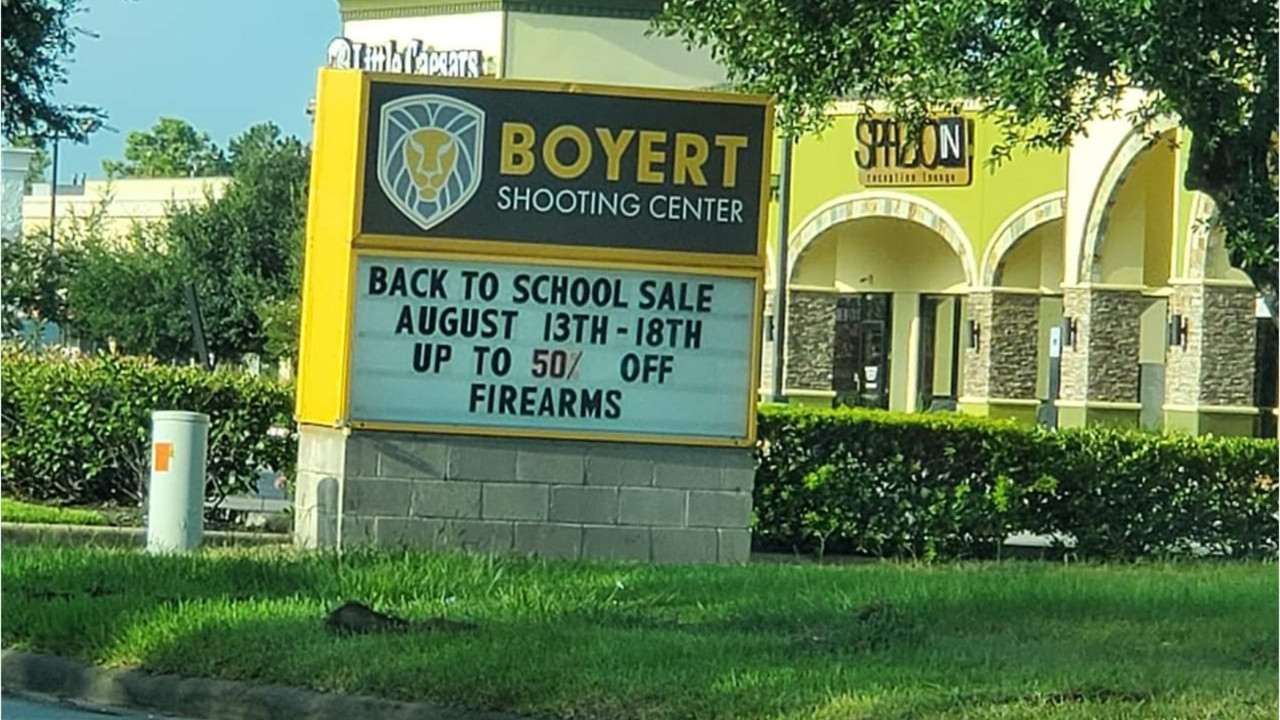 Little Caesars
BOYERT
SHOOTING CENTER
BACK TO SCHOOL SALE
AUGUST 13TH - 18TH
UP TO 50% OFF
FIREARMS
reception lounge